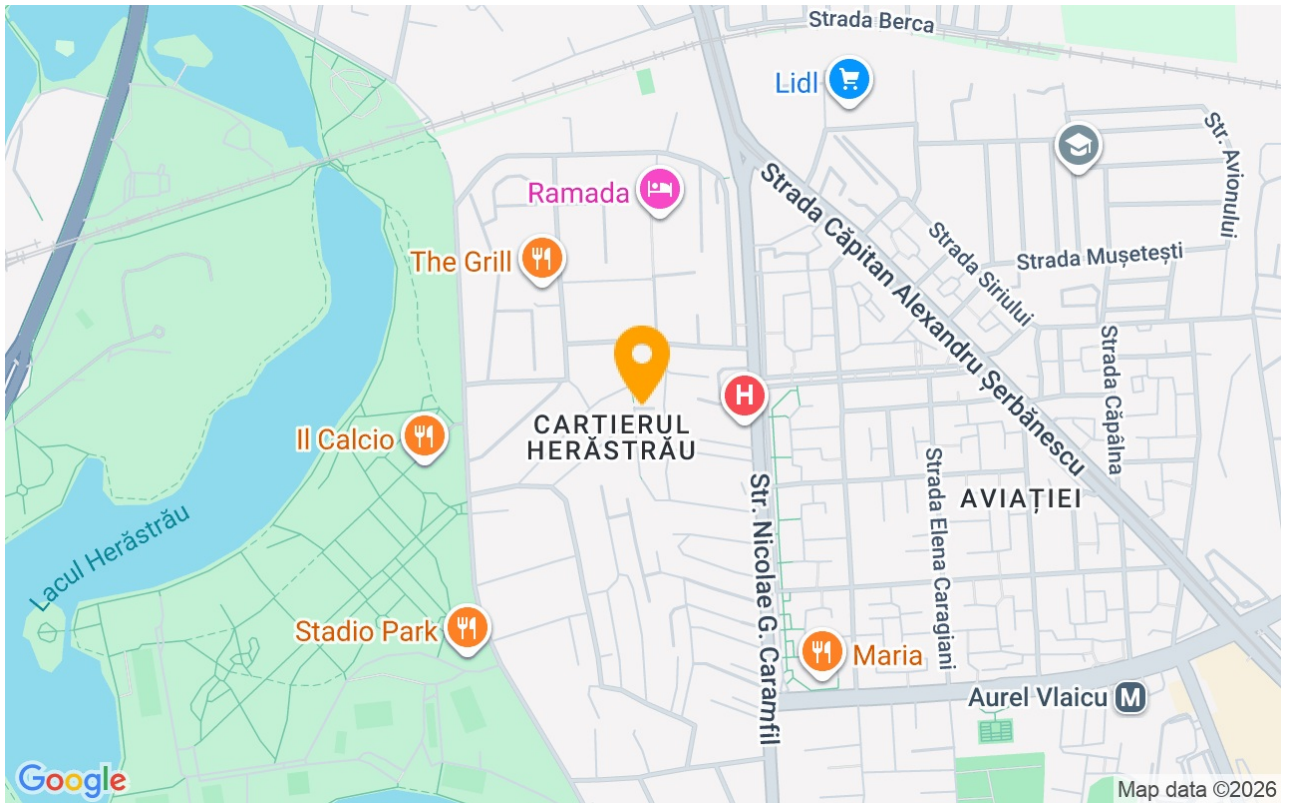 Strada Berca
Lidl
Str. Avionului
Ramada
Strada Căpitan Alexandru Șerbănescu
The Grill
Strada Siriului
Strada Mușetești
Strada Căpâlna
H
CARTIERUL
HERĂSTRĂU
Il Calcio
Str. Nicolae G. Caramfil
Strada Elena Caragiani
AVIAȚIEI
Lacul Herăstrău
Stadio Park
Maria
Aurel Vlaicu M
Google
Map data ©2026